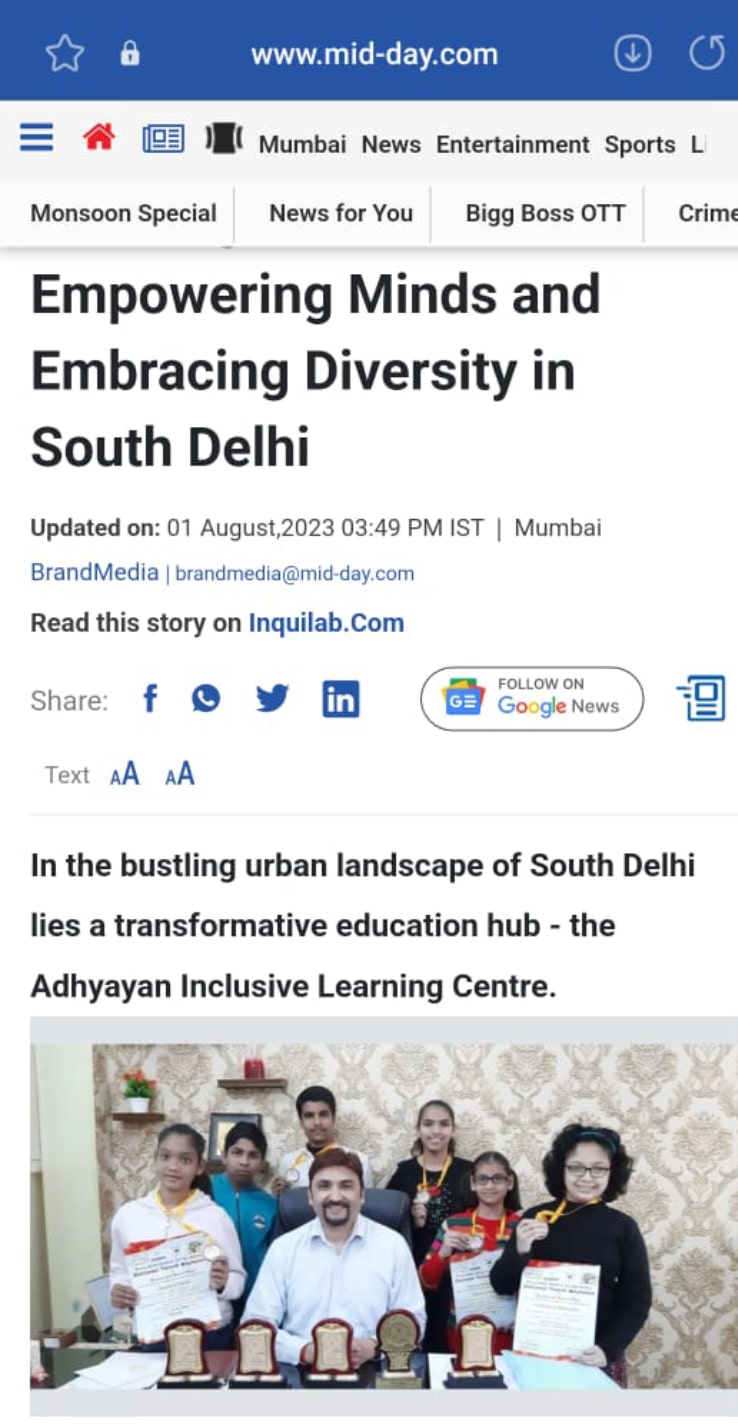 www.mid-day.com
Mumbai News Entertainment Sports
Monsoon Special News for You Bigg Boss OTT Crime
Empowering Minds and
Embracing Diversity in
South Delhi
Updated on: 01 August,2023 03:49 PM IST | Mumbai
BrandMedia | brandmedia@mid-day.com
Read this story on Inquilab.Com
Share: f in
FOLLOW ON
GE Google News
Text AA AA
In the bustling urban landscape of South Delhi
lies a transformative education hub - the
Adhyayan Inclusive Learning Centre.